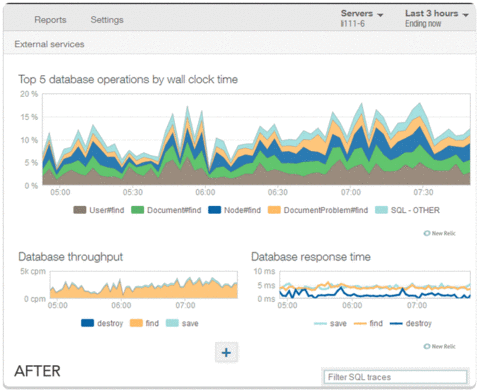 Reports Settings Servers Last 3 hours
111-6 Ending now
External services
Top 5 database operations by wall clock time
20 %
15 %
10 %
5 %
0 %
05:00 05:30 06:00 06:30 07:00 07:30
User#find Document#find Node#find DocumentProblem#find SQL - OTHER
New Relic
Database throughput Database response time
5k cpm 10 ms
5 ms
0 cpm 0 ms
05:00 06:00 07:00 05:00 06:00 07:00
destroy find save save find destroy
New Relic
+
AFTER Filter SQL traces